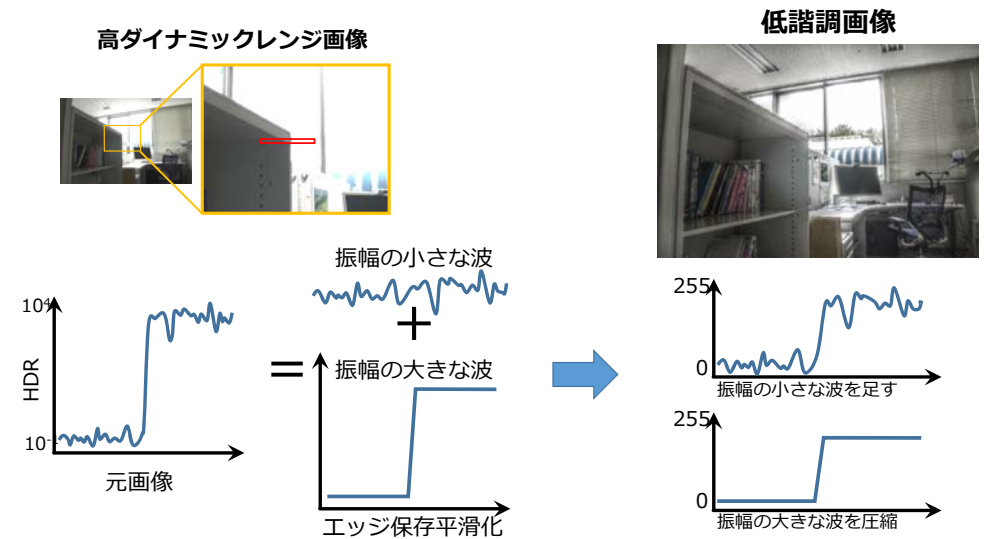 高ダイナミックレンジ画像
低諧調画像
振幅の小さな波
+
振幅の大きな波
=
10⁴
HDR
10⁻
元画像
エッジ保存平滑化
255
0
振幅の小さな波を足す
255
0
振幅の大きな波を圧縮